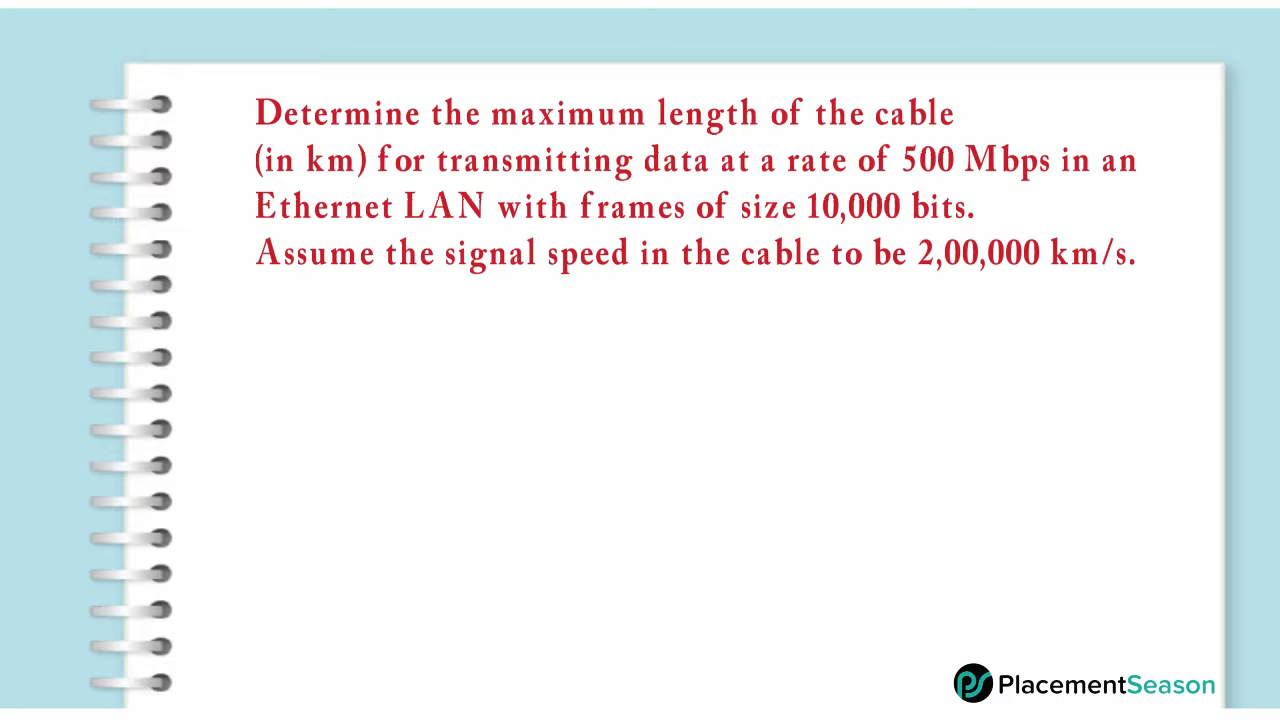 Determine the maximum length of the cable
(in km) for transmitting data at a rate of 500 Mbps in an
Ethernet LAN with frames of size 10,000 bits.
Assume the signal speed in the cable to be 2,00,000 km/s.
PlacementSeason